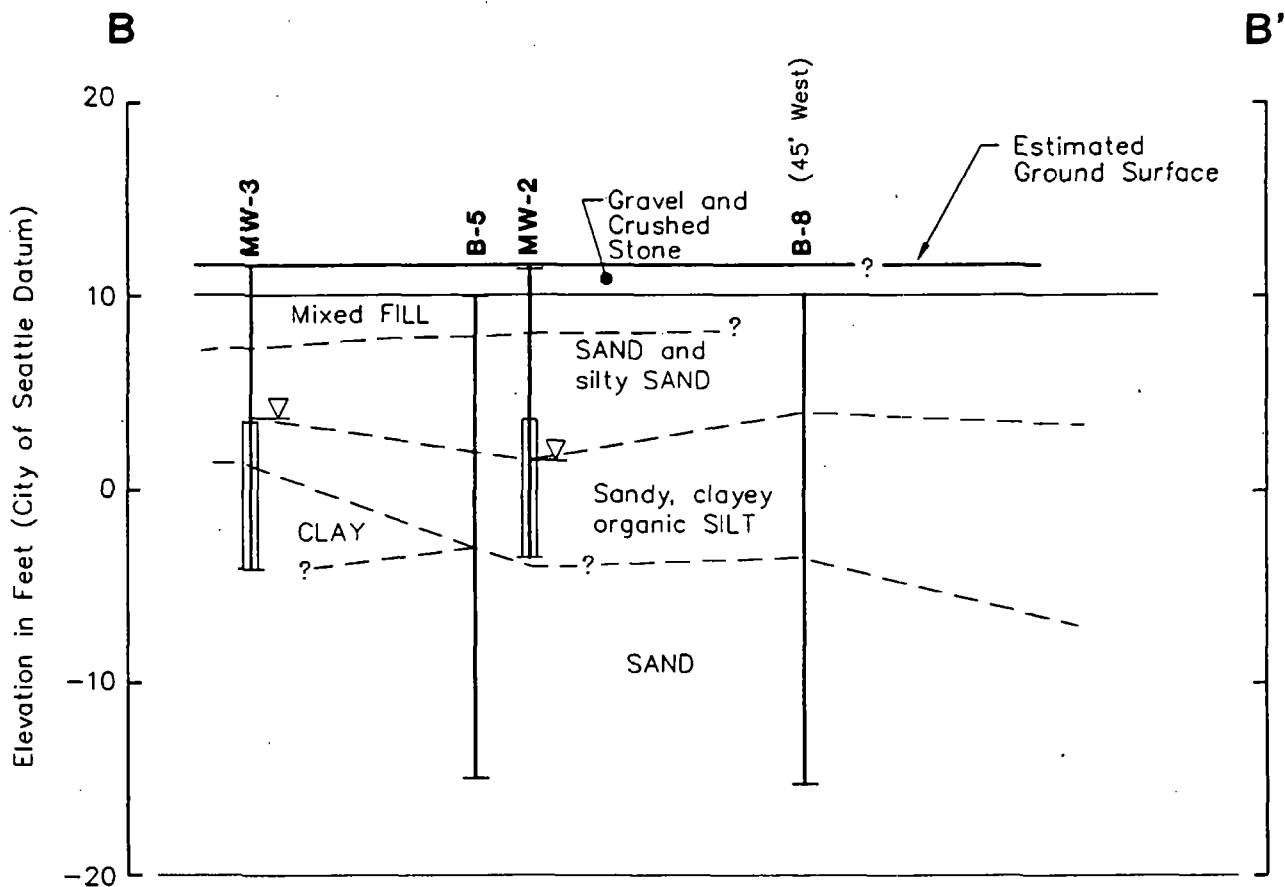 B
B'
20
10
0
-10
-20
Elevation in Feet (City of Seattle Datum)
MW-3
B-5
MW-2
B-8 (45' West)
Estimated
Ground Surface
Gravel and
Crushed
Stone
?
Mixed FILL
?
SAND and
silty SAND
Sandy, clayey
organic SILT
CLAY
?
?
SAND